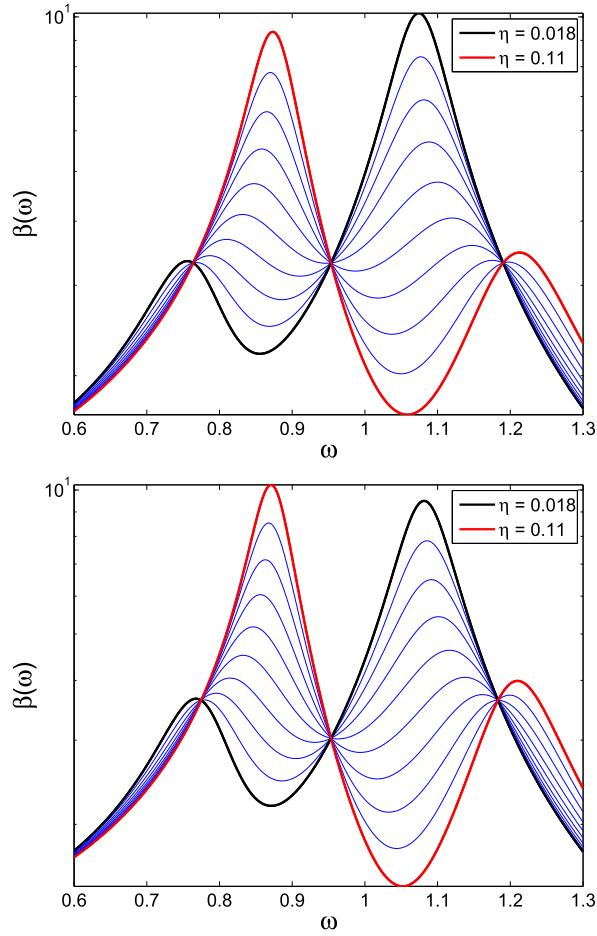 10¹
η = 0.018
η = 0.11
β(ω)
0.6 0.7 0.8 0.9 1 1.1 1.2 1.3
ω
10¹
η = 0.018
η = 0.11
β(ω)
0.6 0.7 0.8 0.9 1 1.1 1.2 1.3
ω